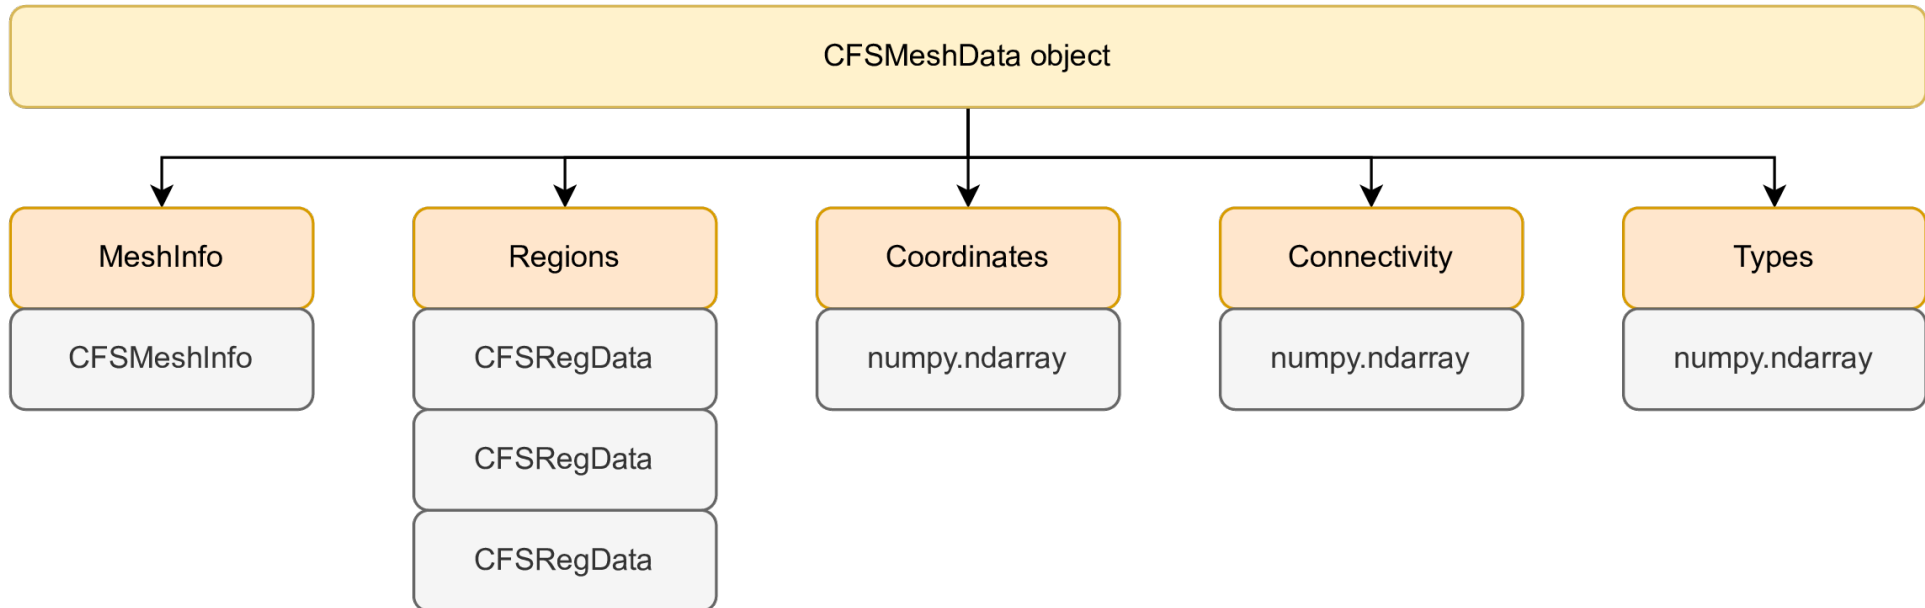 CFSMeshData object
MeshInfo
Regions
Coordinates
Connectivity
Types
CFSMeshInfo
CFSRegData
numpy.ndarray
numpy.ndarray
numpy.ndarray
CFSRegData
CFSRegData